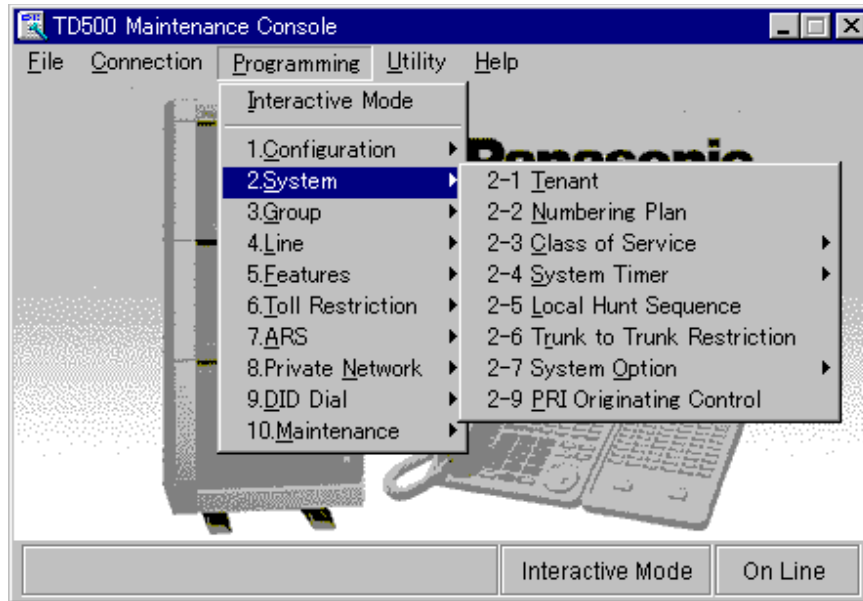 TD500 Maintenance Console
File Connection Programming Utility Help
Interactive Mode
1.Configuration
2.System
3.Group
4.Line
5.Features
6.Toll Restriction
7.ARS
8.Private Network
9.DID Dial
10.Maintenance
Panasonic
2-1 Tenant
2-2 Numbering Plan
2-3 Class of Service
2-4 System Timer
2-5 Local Hunt Sequence
2-6 Trunk to Trunk Restriction
2-7 System Option
2-9 PRI Originating Control
Interactive Mode
On Line